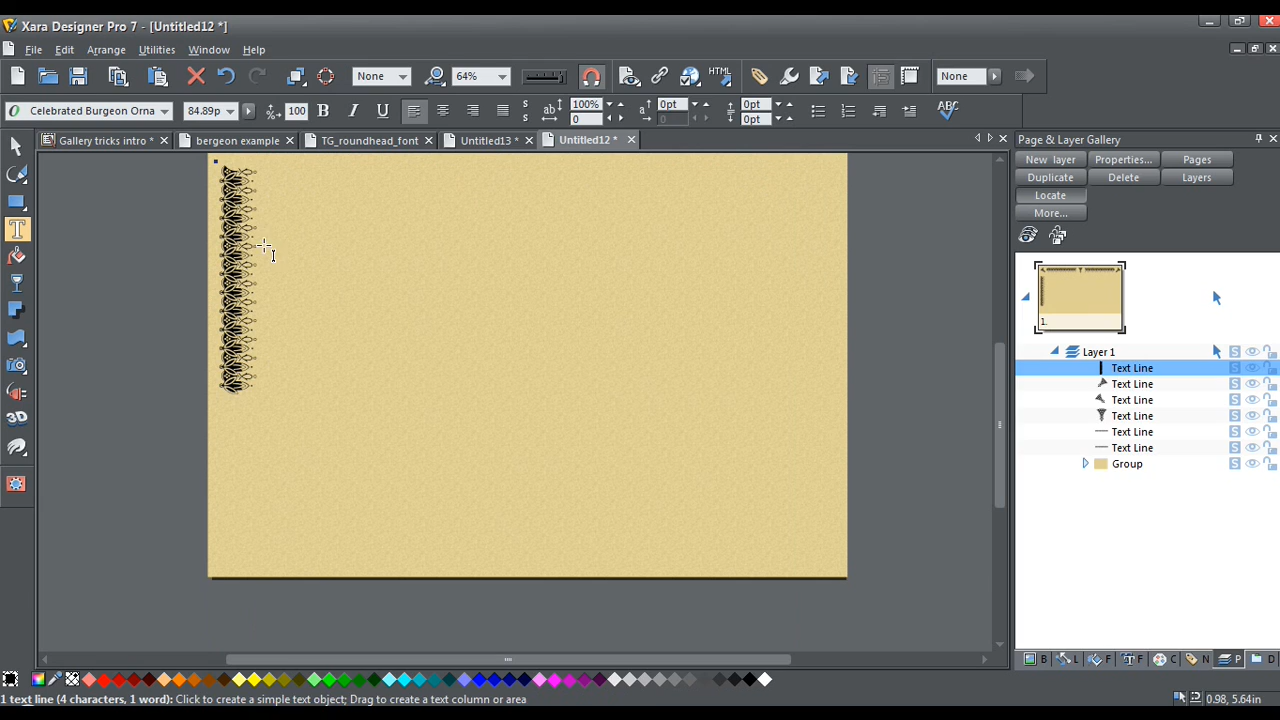 Xara Designer Pro 7 - [Untitled12 *]
File Edit Arrange Utilities Window Help
None 64% HTML None
Celebrated Burgeon Orna 84.89p 100 B I U S S ab 100% 0 a 0pt 0 0pt 0pt ABC
Gallery tricks intro * bergeon example TG_roundhead_font Untitled13 * Untitled12 *
Page & Layer Gallery
New layer Properties... Pages
Duplicate Delete Layers
Locate
More...
1.
Layer 1 S
Text Line S
Text Line S
Text Line S
Text Line S
Text Line S
Text Line S
Group S
T
3D
B L F T F C N P D
1 text line (4 characters, 1 word): Click to create a simple text object; Drag to create a text column or area 0.98, 5.64in